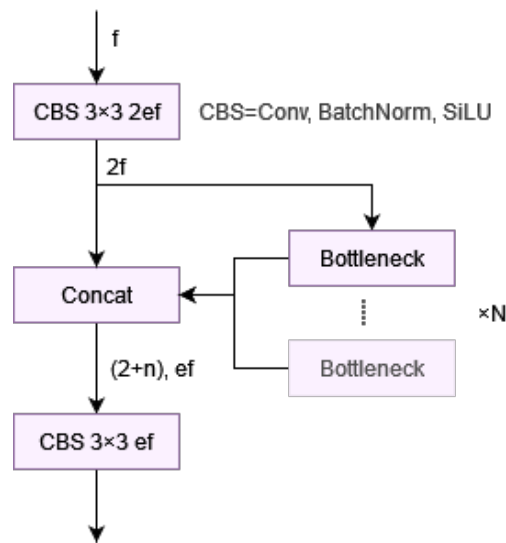 f
CBS 3×3 2ef
CBS=Conv, BatchNorm, SiLU
2f
Bottleneck
Concat
×N
(2+n), ef
Bottleneck
CBS 3×3 ef